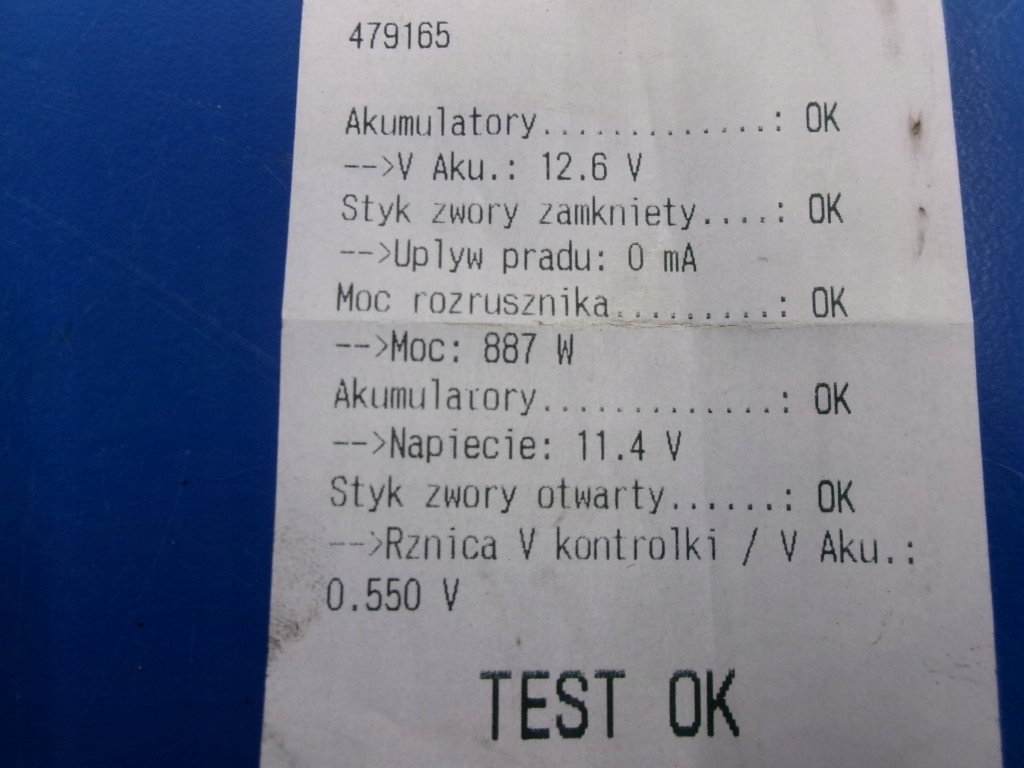 479165
Akumulatory..............: OK
-->V Aku.: 12.6 V
Styk zwory zamkniety....: OK
-->Uplyw pradu: 0 mA
Moc rozrusznika.........: OK
-->Moc: 887 W
Akumulatory.............: OK
-->Napiecie: 11.4 V
Styk zwory otwarty......: OK
-->Rznica V kontrolki / V Aku.:
0.550 V
TEST OK